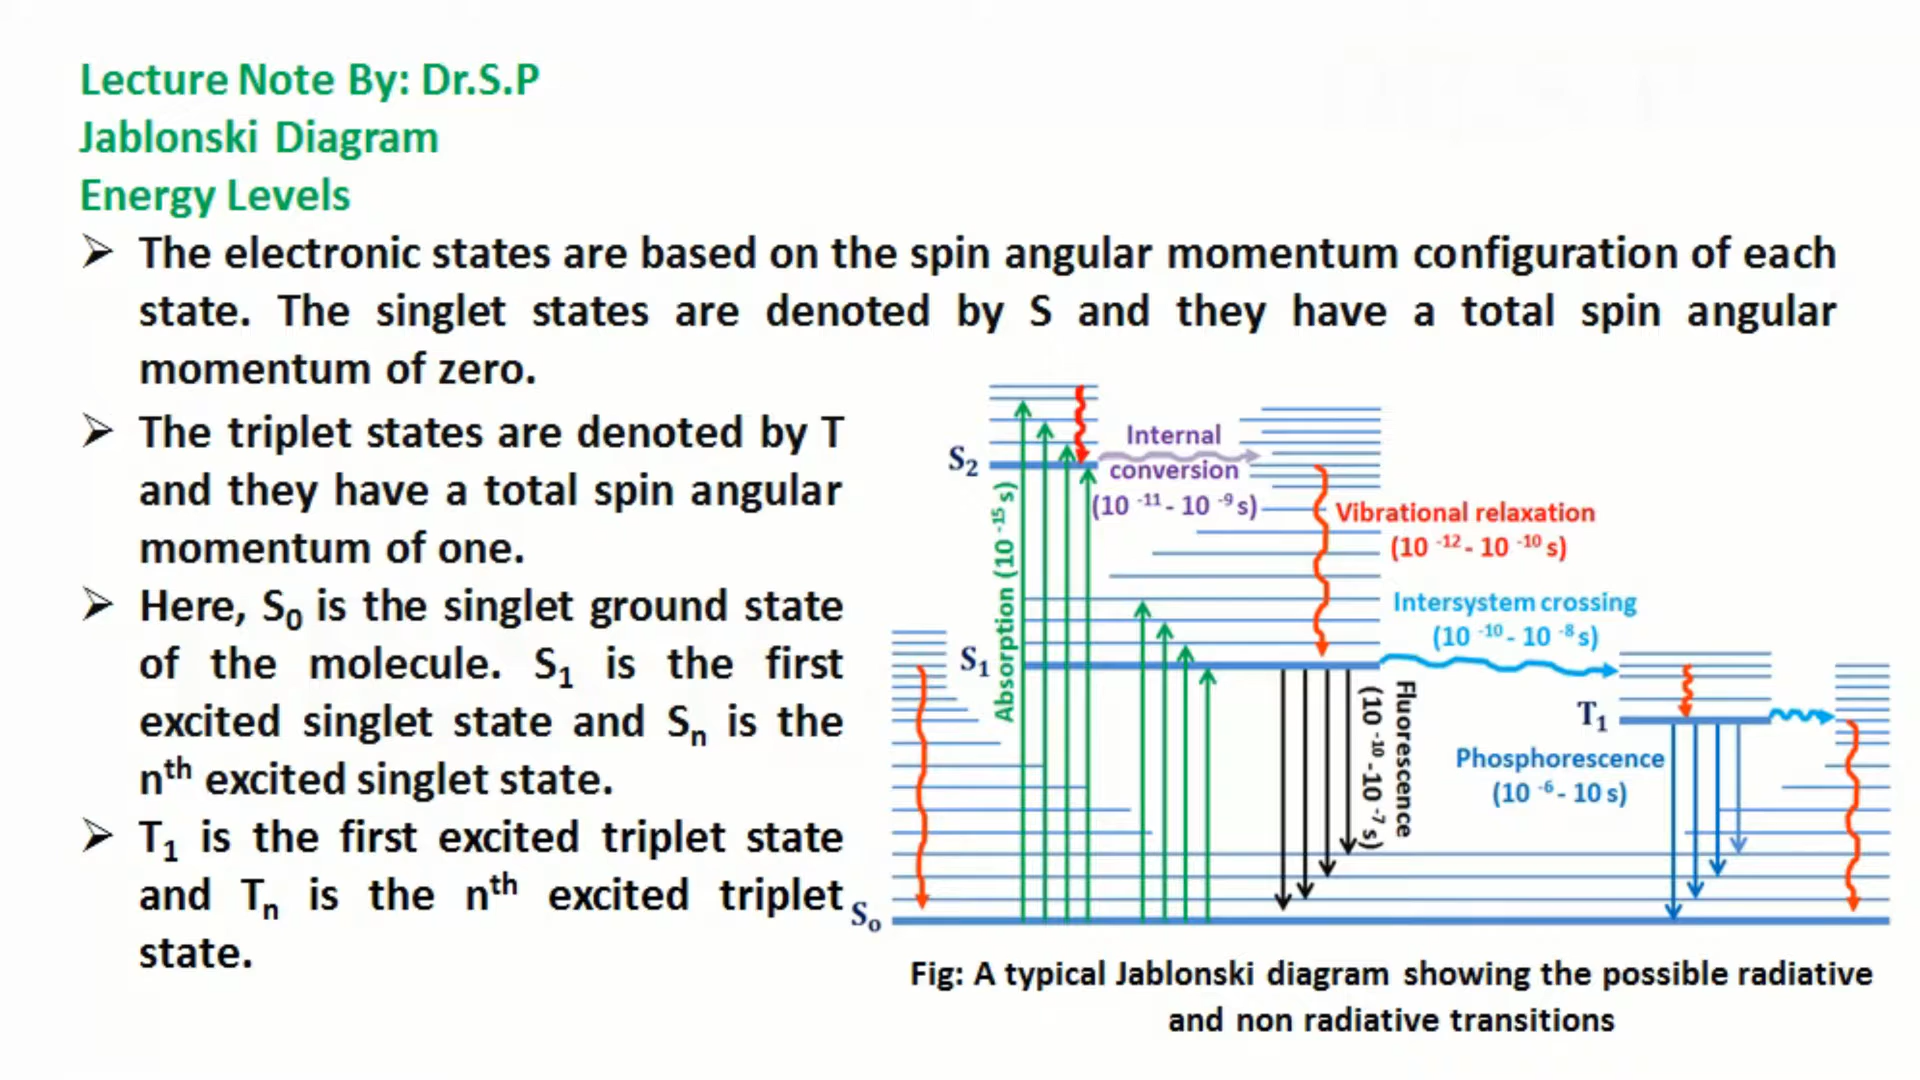 Lecture Note By: Dr.S.P
Jablonski Diagram
Energy Levels
➢ The electronic states are based on the spin angular momentum configuration of each
state. The singlet states are denoted by S and they have a total spin angular
momentum of zero.
➢ The triplet states are denoted by T
and they have a total spin angular
momentum of one.
➢ Here, S₀ is the singlet ground state
of the molecule. S₁ is the first
excited singlet state and Sₙ is the
nᵗʰ excited singlet state.
➢ T₁ is the first excited triplet state
and Tₙ is the nᵗʰ excited triplet
state.
S₂
Internal
conversion
(10 ⁻¹¹ - 10 ⁻⁹ s)
Absorption (10 ⁻¹⁵ s)
Vibrational relaxation
(10 ⁻¹² - 10 ⁻¹⁰ s)
Intersystem crossing
(10 ⁻¹⁰ - 10 ⁻⁸ s)
S₁
Fluorescence
(10 ⁻¹⁰ -10 ⁻⁷ s)
T₁
Phosphorescence
(10 ⁻⁶ - 10 s)
S₀
Fig: A typical Jablonski diagram showing the possible radiative
and non radiative transitions